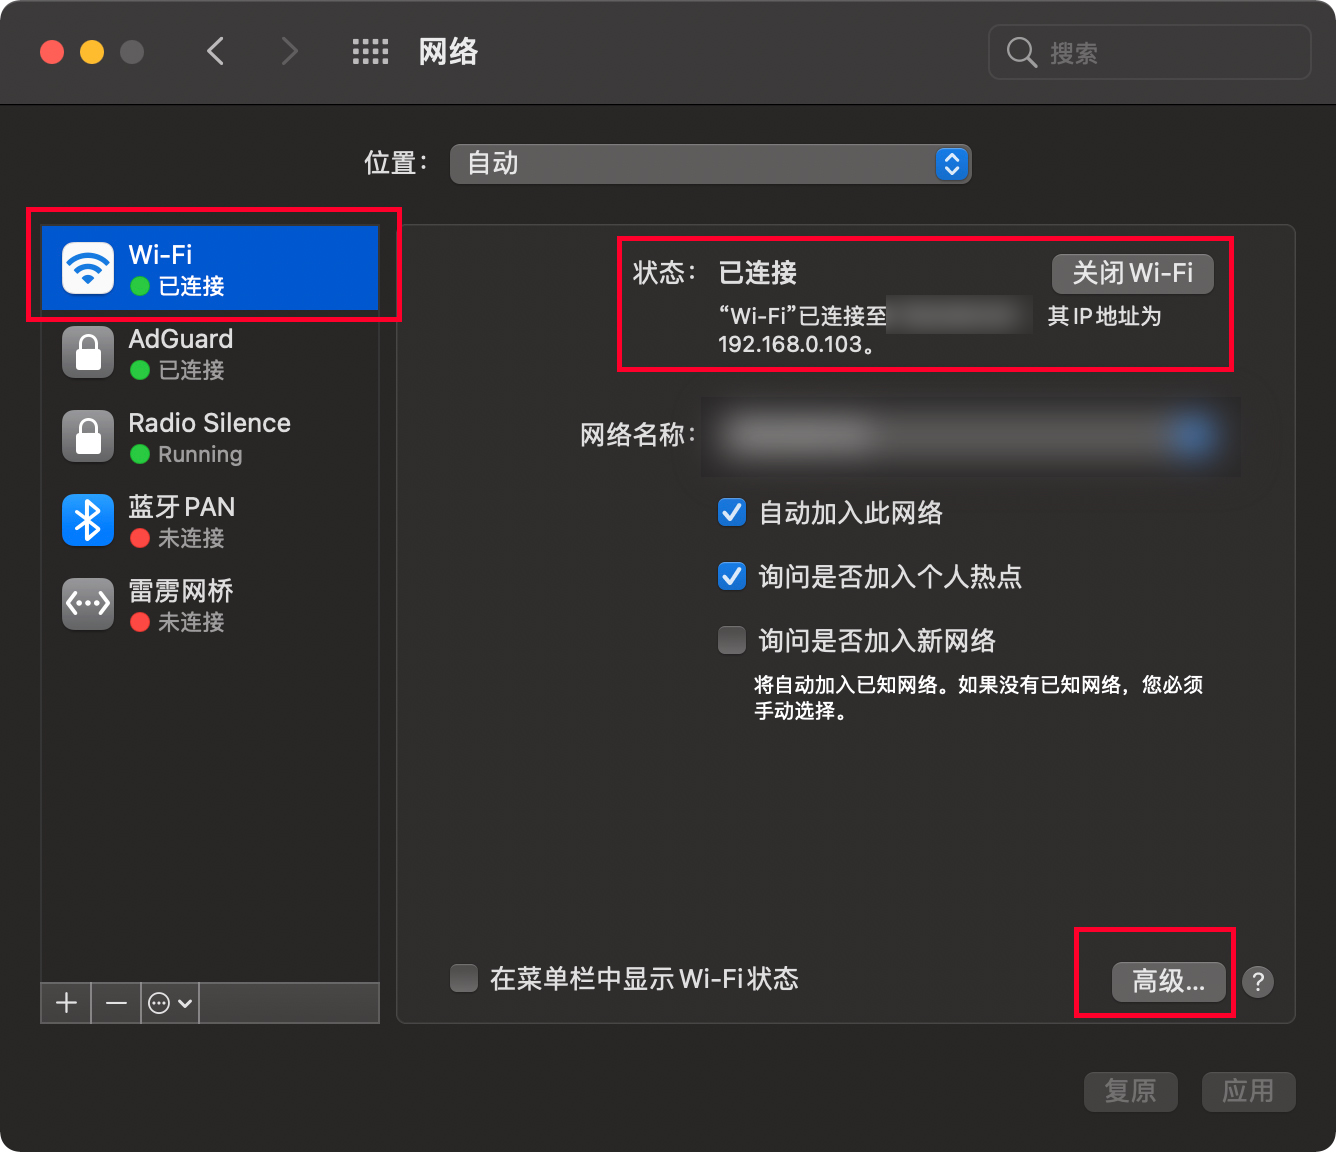 网络
搜索
位置：
自动
Wi-Fi
已连接
AdGuard
已连接
Radio Silence
Running
蓝牙 PAN
未连接
雷雳网桥
未连接
状态： 已连接
关闭 Wi-Fi
“Wi-Fi”已连接至 其 IP 地址为
192.168.0.103。
网络名称：
自动加入此网络
询问是否加入个人热点
询问是否加入新网络
将自动加入已知网络。如果没有已知网络，您必须
手动选择。
在菜单栏中显示 Wi-Fi 状态
高级...
?
复原
应用